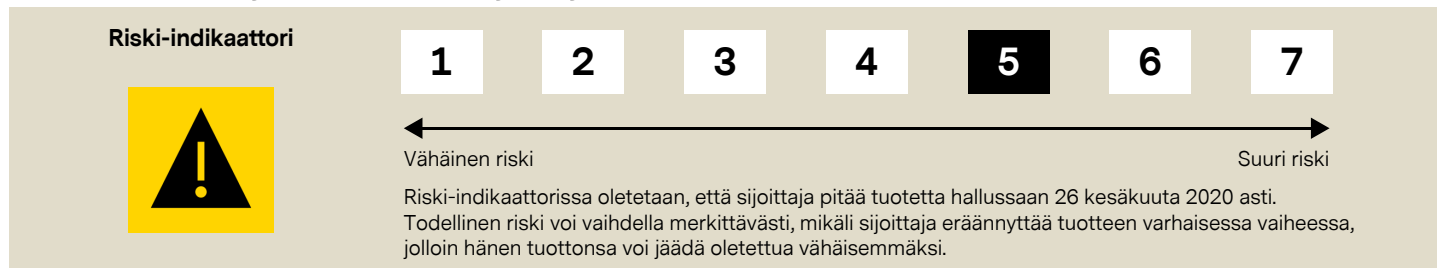 Riski-indikaattori
1 2 3 4 5 6 7
Vähäinen riski Suuri riski
Riski-indikaattorissa oletetaan, että sijoittaja pitää tuotetta hallussaan 26 kesäkuuta 2020 asti.
Todellinen riski voi vaihdella merkittävästi, mikäli sijoittaja eräännyttää tuotteen varhaisessa vaiheessa,
jolloin hänen tuottonsa voi jäädä oletettua vähäisemmäksi.